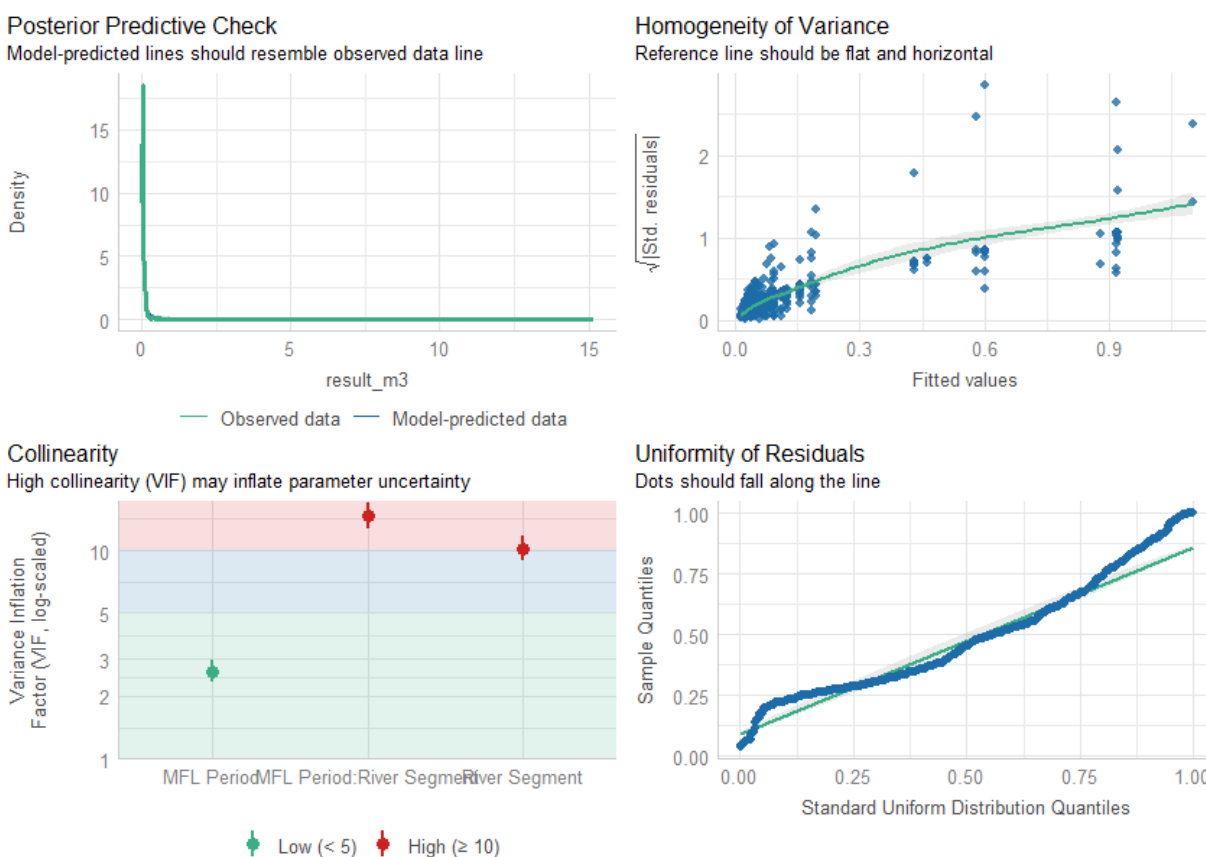 Posterior Predictive Check
Model-predicted lines should resemble observed data line
Density
15
10
5
0
0
5
10
15
result_m3
Observed data
Model-predicted data
Homogeneity of Variance
Reference line should be flat and horizontal
√|Std. residuals|
2
1
0
0.0
0.3
0.6
0.9
Fitted values
Collinearity
High collinearity (VIF) may inflate parameter uncertainty
Variance Inflation
Factor (VIF, log-scaled)
10
5
3
2
1
MFL Period
MFL Period:River Segment
River Segment
Low (< 5)
High (≥ 10)
Uniformity of Residuals
Dots should fall along the line
Sample Quantiles
1.00
0.75
0.50
0.25
0.00
0.00
0.25
0.50
0.75
1.00
Standard Uniform Distribution Quantiles